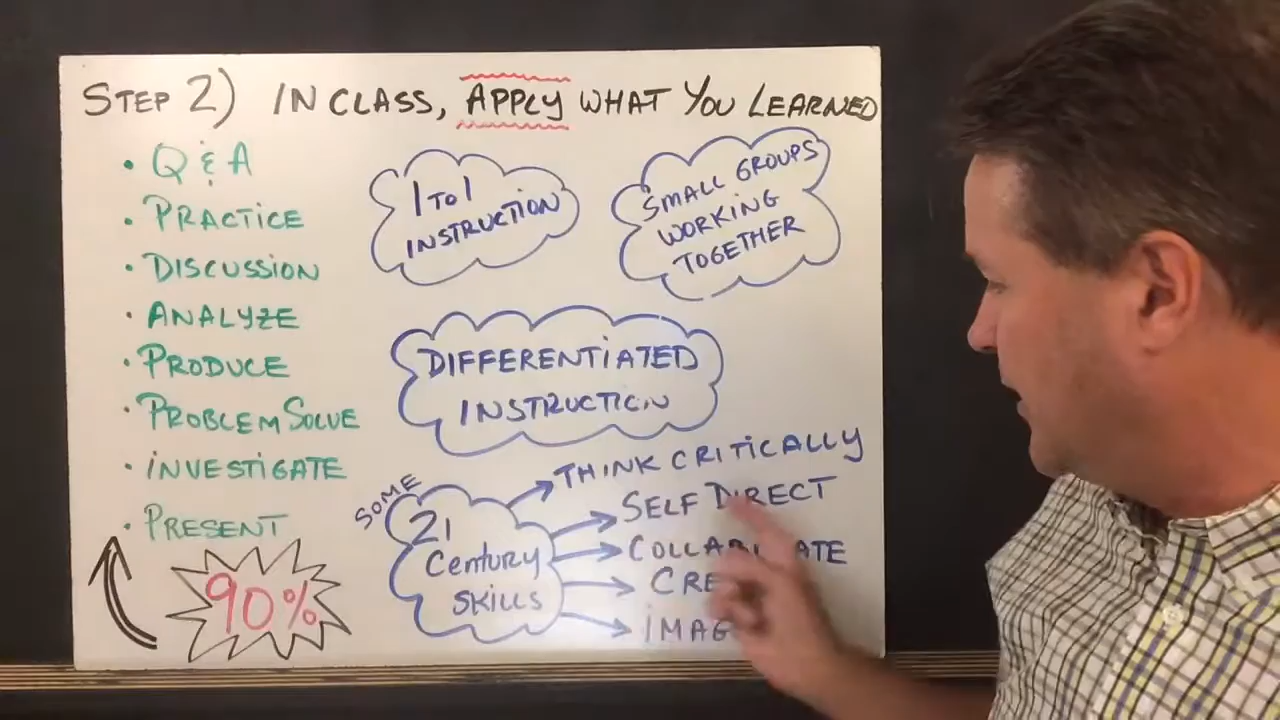 STEP 2) IN CLASS, APPLY WHAT YOU LEARNED
• Q & A
• PRACTICE
• DISCUSSION
• ANALYZE
• PRODUCE
• PROBLEM SOLVE
• INVESTIGATE
• PRESENT
90%
1 TO 1
INSTRUCTION
SMALL GROUPS
WORKING
TOGETHER
DIFFERENTIATED
INSTRUCTION
SOME
21
Century
SKILLS
THINK CRITICALLY
SELF DIRECT